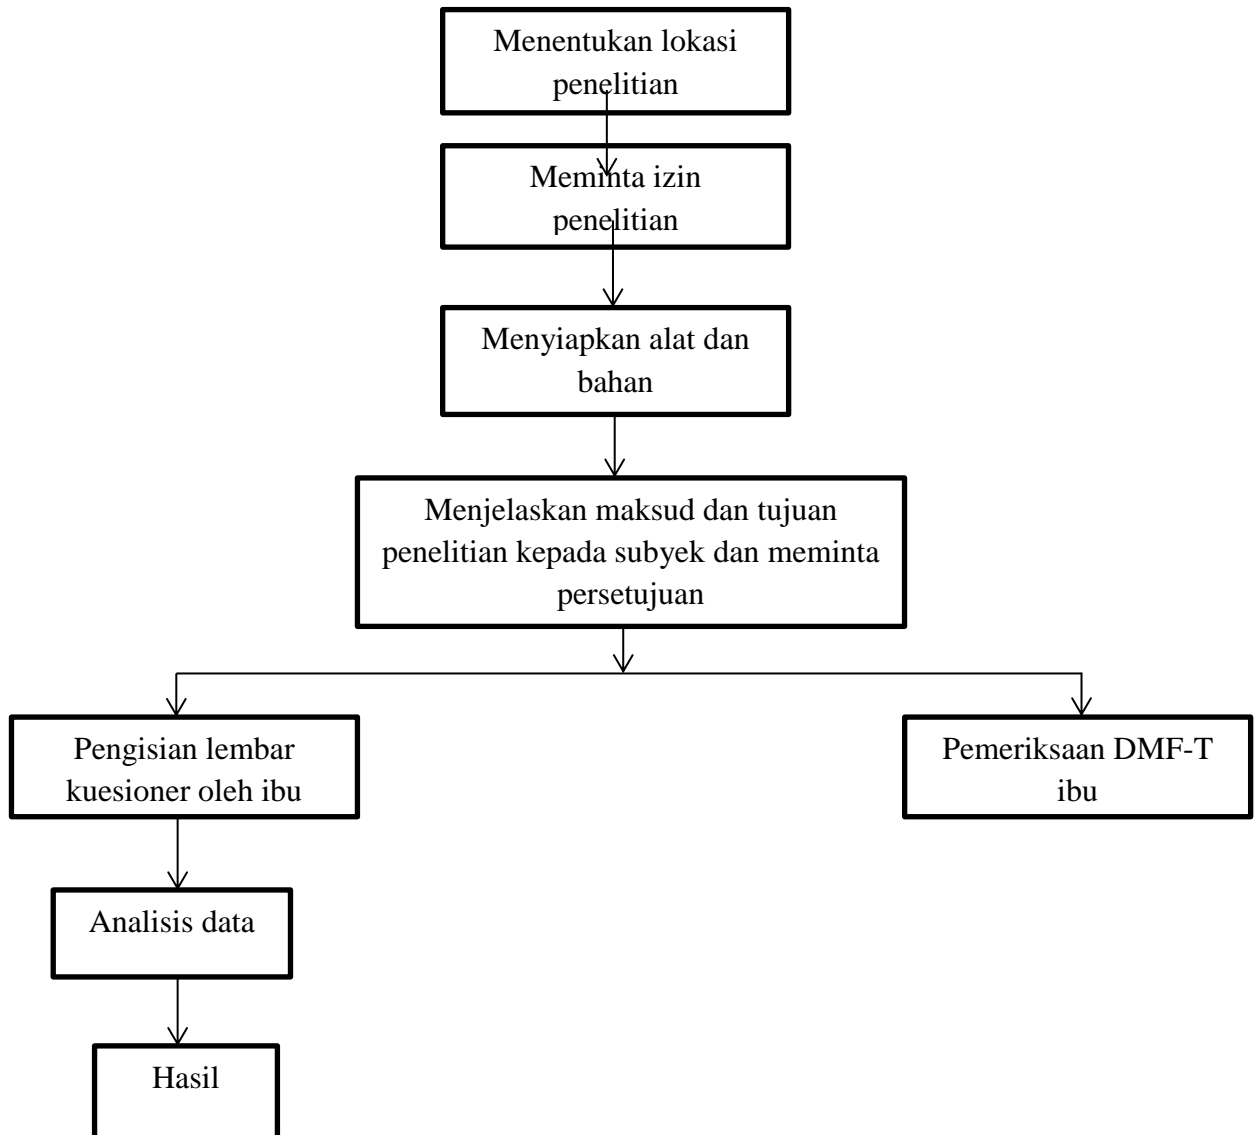 Menentukan lokasi
penelitian
Meminta izin
penelitian
Menyiapkan alat dan
bahan
Menjelaskan maksud dan tujuan
penelitian kepada subyek dan meminta
persetujuan
Pengisian lembar
kuesioner oleh ibu
Pemeriksaan DMF-T
ibu
Analisis data
Hasil